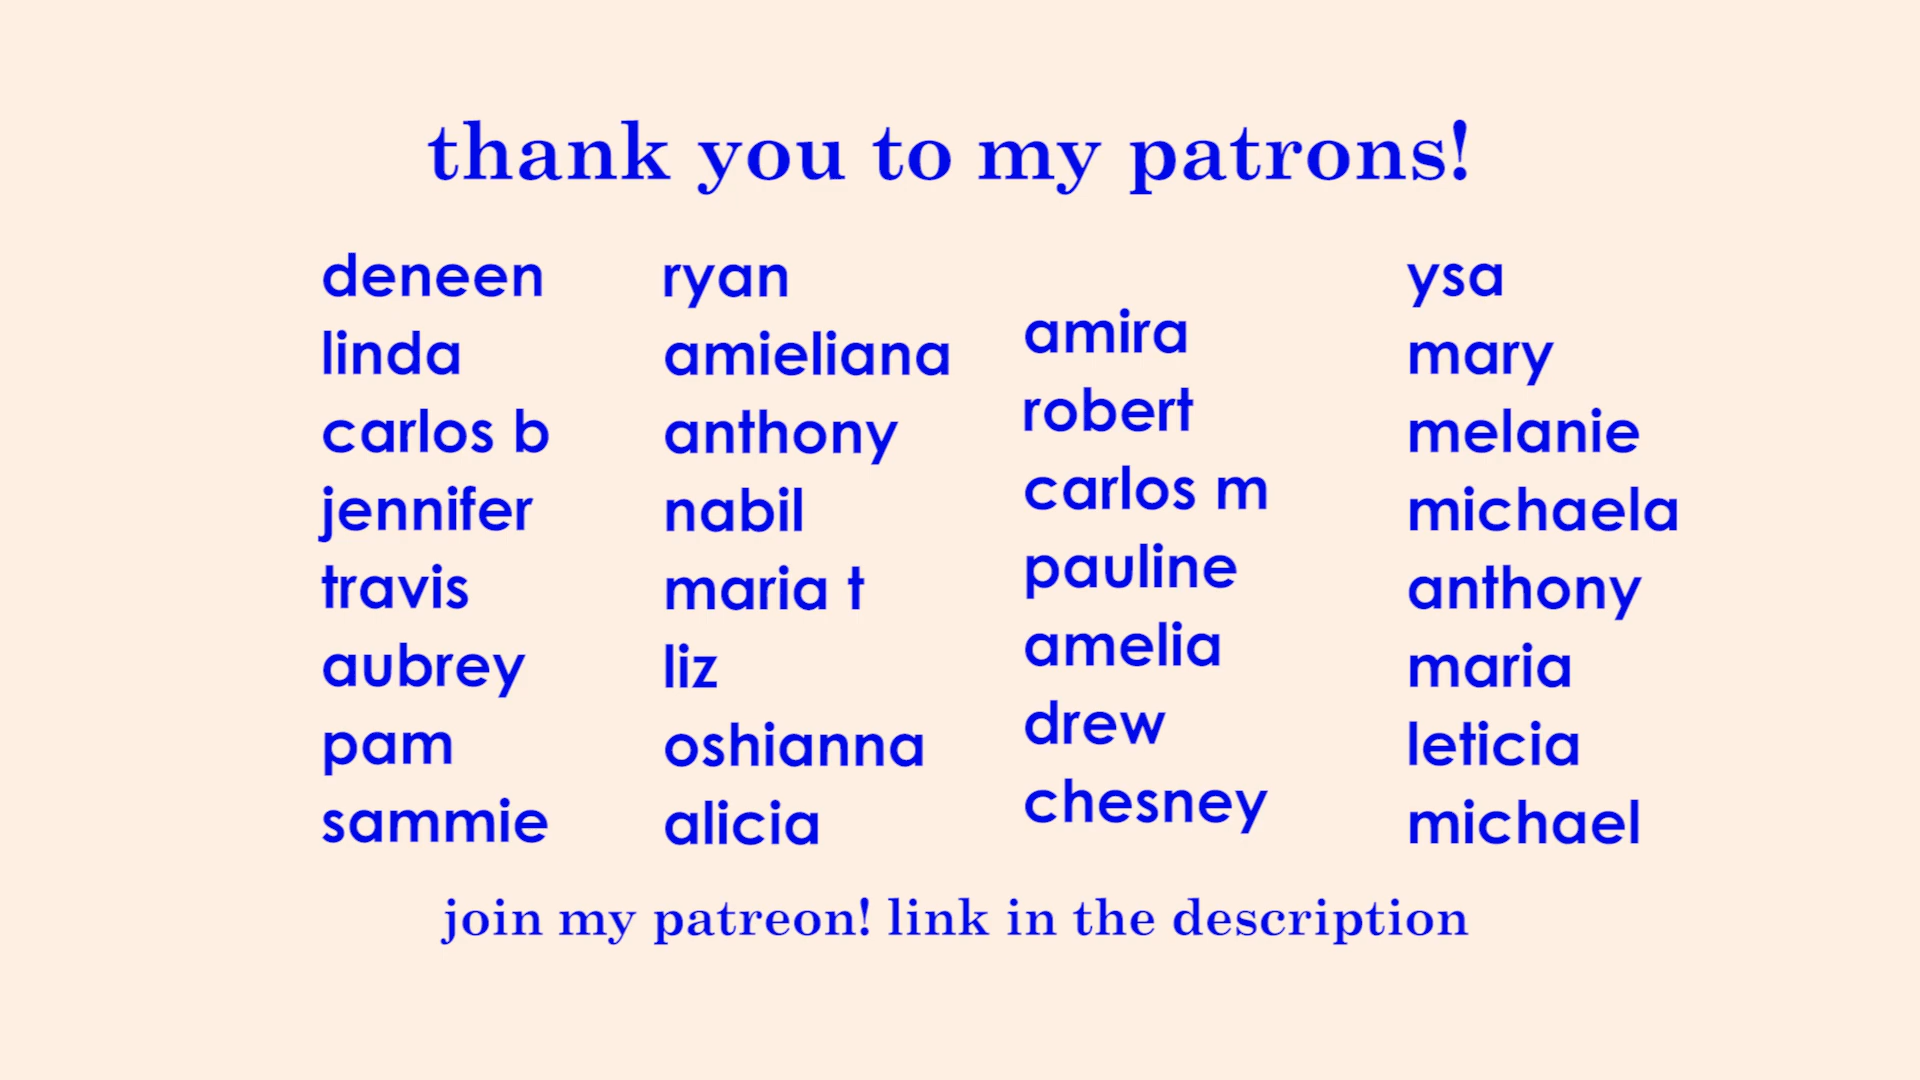 thank you to my patrons!
deneen
linda
carlos b
jennifer
travis
aubrey
pam
sammie
ryan
amieliana
anthony
nabil
maria t
liz
oshianna
alicia
amira
robert
carlos m
pauline
amelia
drew
chesney
ysa
mary
melanie
michaela
anthony
maria
leticia
michael
join my patreon! link in the description